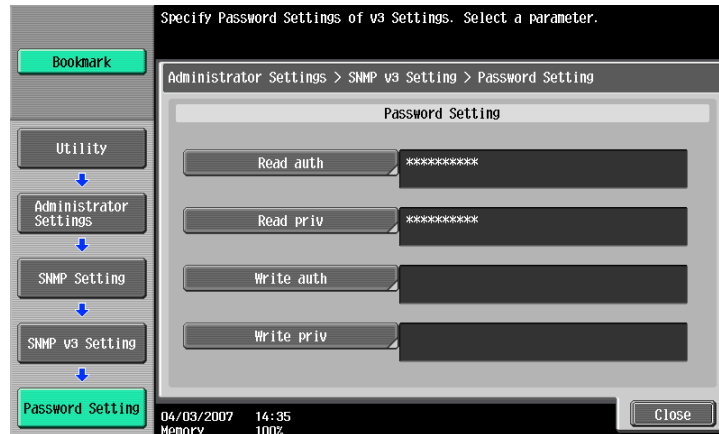 Specify Password Settings of v3 Settings. Select a parameter.
Bookmark
Administrator Settings > SNMP v3 Setting > Password Setting
Password Setting
Utility
Read auth
**********
Administrator
Settings
Read priv
**********
SNMP Setting
Write auth
SNMP v3 Setting
Write priv
Password Setting
04/03/2007 14:35
Memory 100%
Close